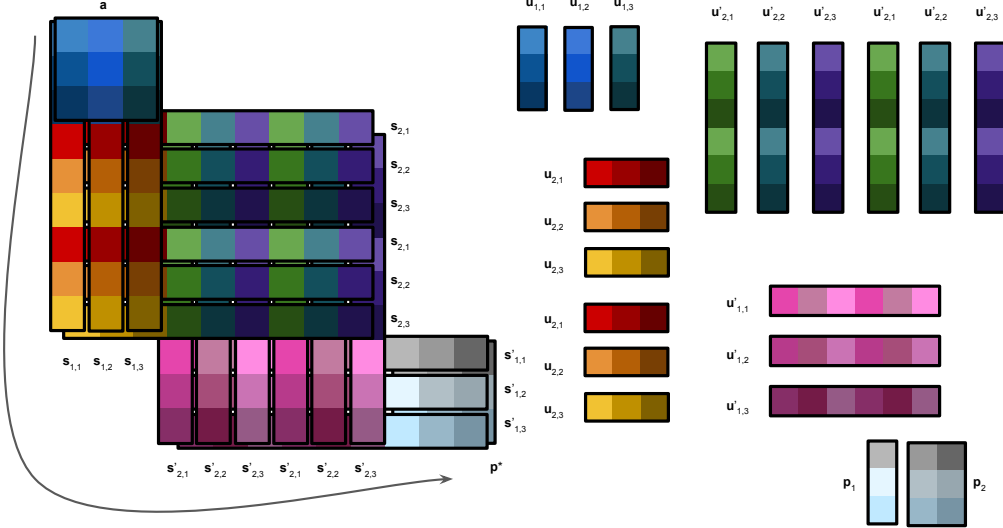 a
u1,1 u1,2 u1,3
u'2,1 u'2,2 u'2,3 u'2,1 u'2,2 u'2,3
s2,1
s2,2
s2,3
s2,1
s2,2
s2,3
u2,1
u2,2
u2,3
u2,1
u2,2
u2,3
u'1,1
u'1,2
u'1,3
s1,1 s1,2 s1,3
s'1,1
s'1,2
s'1,3
s'2,1 s'2,2 s'2,3 s'2,1 s'2,2 s'2,3
p*
p1 p2